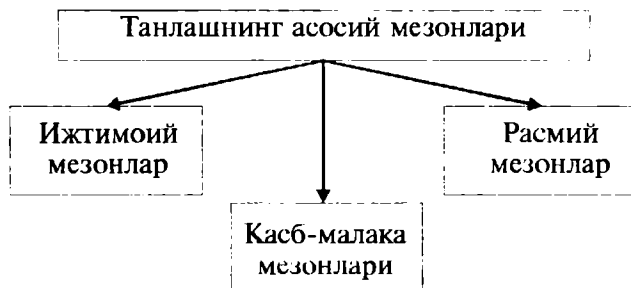 Танлашнинг асосий мезонлари
Ижтимоий
мезонлар
Расмий
мезонлар
Касб-малака
мезонлари